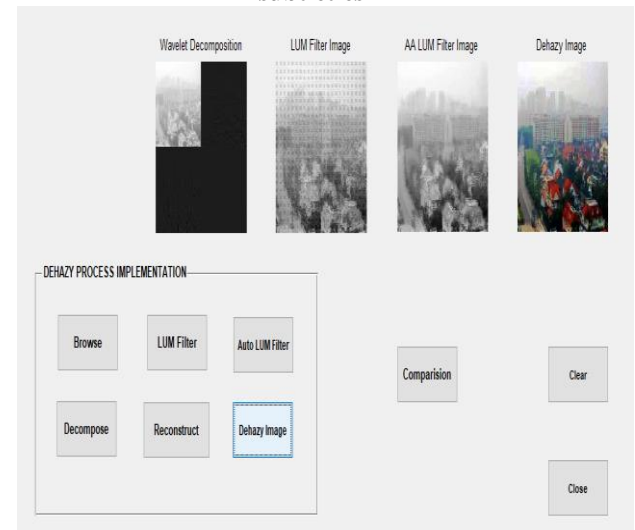 Wavelet Decomposition LUM Filter Image AA LUM Filter Image Dehazy Image
DEHAZY PROCESS IMPLEMENTATION
Browse LUM Filter Auto LUM Filter
Comparision Clear
Decompose Reconstruct Dehazy Image
Close